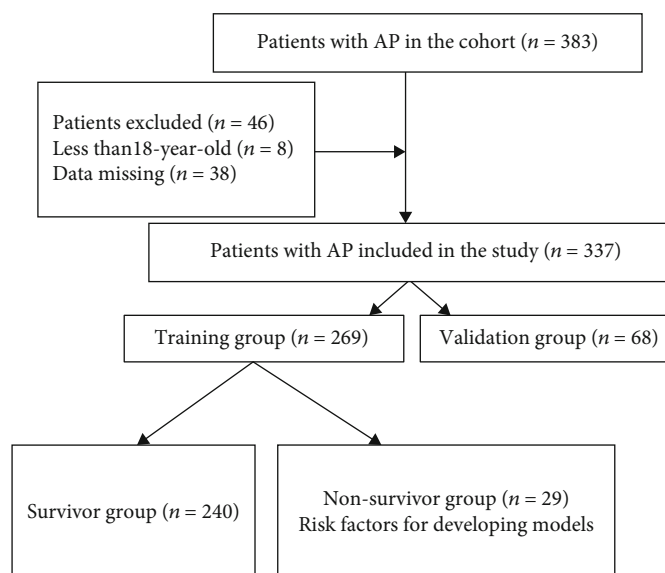 Patients with AP in the cohort (n = 383)
Patients excluded (n = 46)
Less than18-year-old (n = 8)
Data missing (n = 38)
Patients with AP included in the study (n = 337)
Training group (n = 269)
Validation group (n = 68)
Survivor group (n = 240)
Non-survivor group (n = 29)
Risk factors for developing models